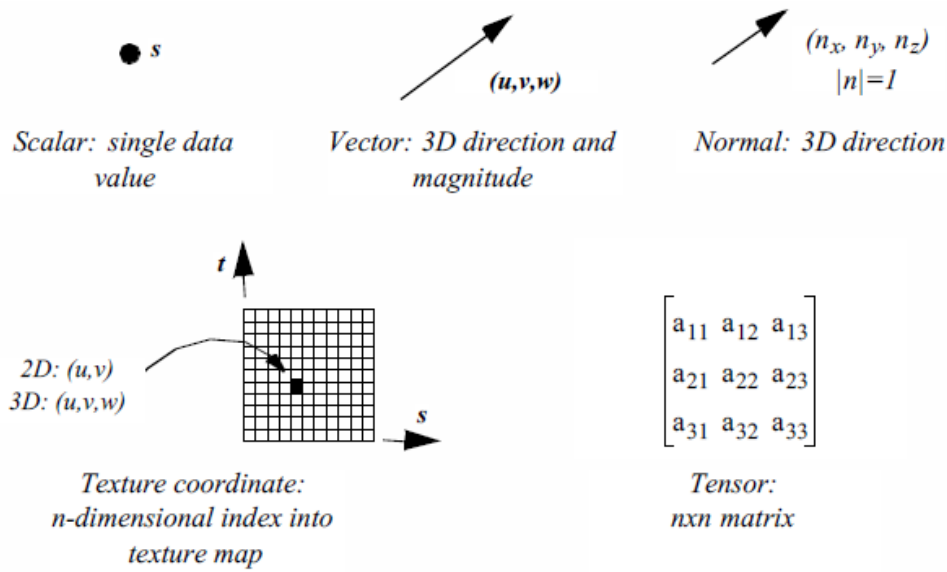 s
(u,v,w)
(nx, ny, nz)
|n|=1
Scalar: single data
value
Vector: 3D direction and
magnitude
Normal: 3D direction
t
2D: (u,v)
3D: (u,v,w)
s
Texture coordinate:
n-dimensional index into
texture map
a11 a12 a13
a21 a22 a23
a31 a32 a33
Tensor:
nxn matrix